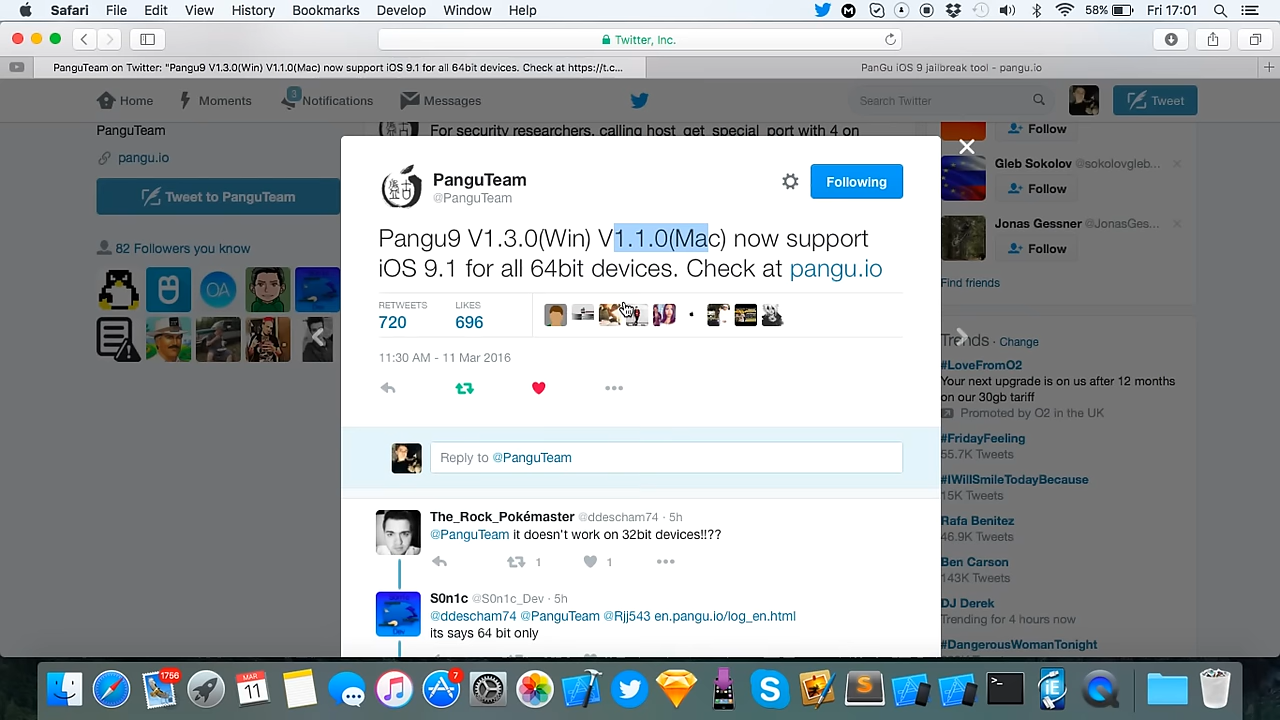 Safari File Edit View History Bookmarks Develop Window Help 58% Fri 17:01
Twitter, Inc.
PanguTeam on Twitter: "Pangu9 V1.3.0(Win) V1.1.0(Mac) now support iOS 9.1 for all 64bit devices. Check at https://t.c...
PanGu iOS 9 jailbreak tool - pangu.io
Home Moments 3 Notifications Messages Search Twitter Tweet
PanguTeam
pangu.io
Tweet to PanguTeam
82 Followers you know
OA
For security researchers, calling host_get_special_port with 4 on
PanguTeam
@PanguTeam
Following
Pangu9 V1.3.0(Win) V1.1.0(Mac) now support
iOS 9.1 for all 64bit devices. Check at pangu.io
RETWEETS LIKES
720 696
11:30 AM - 11 Mar 2016
Reply to @PanguTeam
The_Rock_Pokémaster @ddescham74 · 5h
@PanguTeam it doesn't work on 32bit devices!!??
1 1
S0n1c @S0n1c_Dev · 5h
@ddescham74 @PanguTeam @Rjj543 en.pangu.io/log_en.html
its says 64 bit only
Follow
Gleb Sokolov @sokolovgleb...
Follow
Jonas Gessner @JonasGes...
Follow
Find friends
Trends · Change
#LoveFromO2
Your next upgrade is on us after 12 months
on our 30gb tariff
Promoted by O2 in the UK
#FridayFeeling
55.7K Tweets
#IWillSmileTodayBecause
15K Tweets
Rafa Benitez
46.9K Tweets
Ben Carson
143K Tweets
DJ Derek
Trending for 4 hours now
#DangerousWomanTonight
1756
MAR
11
7
S
iE